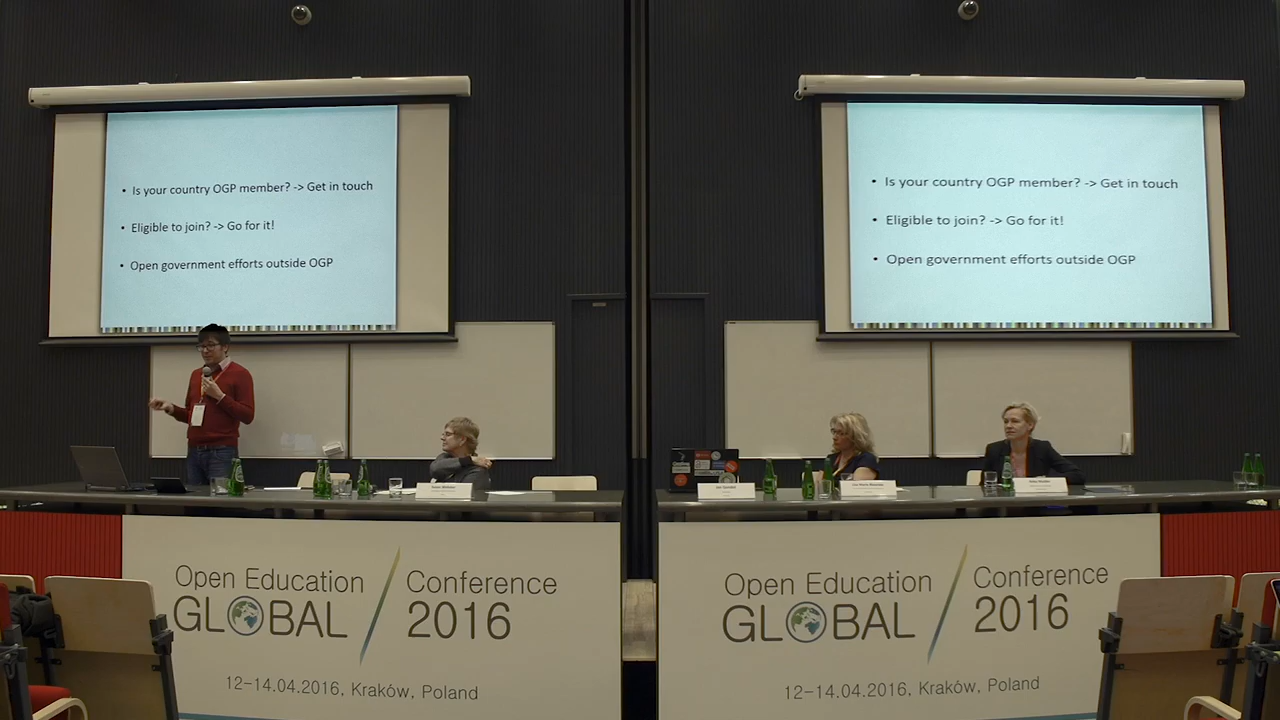 • Is your country OGP member? -> Get in touch
• Eligible to join? -> Go for it!
• Open government efforts outside OGP
• Is your country OGP member? -> Get in touch
• Eligible to join? -> Go for it!
• Open government efforts outside OGP
Open Education
GLOBAL
Conference
2016
12-14.04.2016, Kraków, Poland
Open Education
GLOBAL
Conference
2016
12-14.04.2016, Kraków, Poland